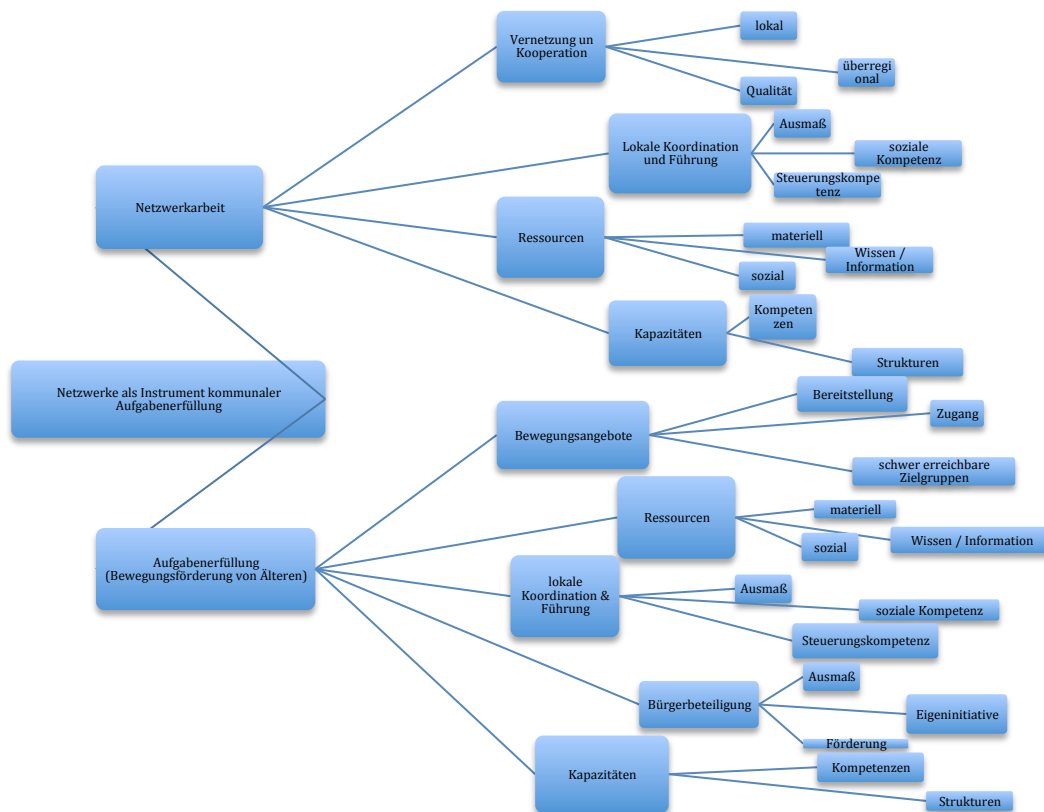 Vernetzung un
Kooperation
lokal
überregi
onal
Qualität
Lokale Koordination
und Führung
Ausmaß
soziale
Kompetenz
Steuerungskompe
tenz
Netzwerkarbeit
Ressourcen
materiell
Wissen /
Information
sozial
Kapazitäten
Kompeten
zen
Strukturen
Netzwerke als Instrument kommunaler
Aufgabenerfüllung
Bewegungsangebote
Bereitstellung
Zugang
schwer erreichbare
Zielgruppen
Ressourcen
materiell
Wissen / Information
sozial
Aufgabenerfüllung
(Bewegungsförderung von Älteren)
lokale
Koordination &
Führung
Ausmaß
soziale Kompetenz
Steuerungskompetenz
Bürgerbeteiligung
Ausmaß
Eigeninitiative
Förderung
Kapazitäten
Kompetenzen
Strukturen